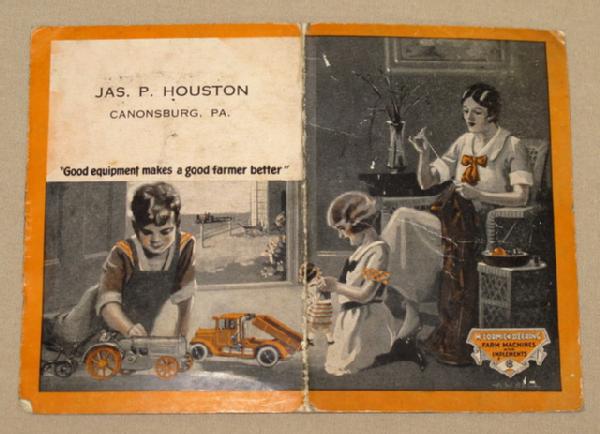 JAS. P. HOUSTON
CANONSBURG, PA.
"Good equipment makes a good farmer better"
McCORMICK-DEERING
FARM MACHINES
AND
IMPLEMENTS